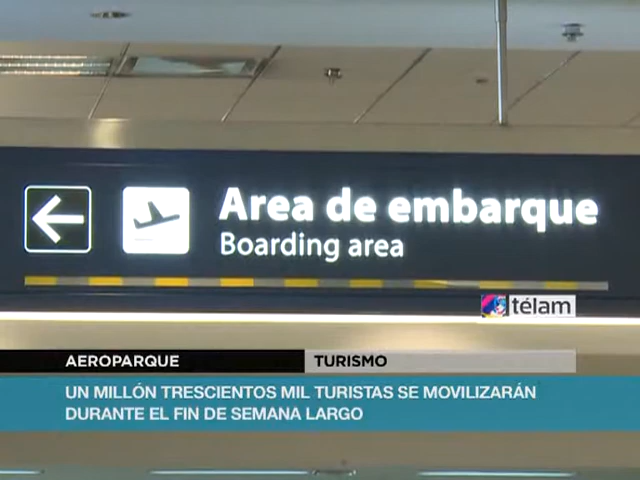 Area de embarque
Boarding area
télam
AEROPARQUE
TURISMO
UN MILLÓN TRESCIENTOS MIL TURISTAS SE MOVILIZARÁN
DURANTE EL FIN DE SEMANA LARGO